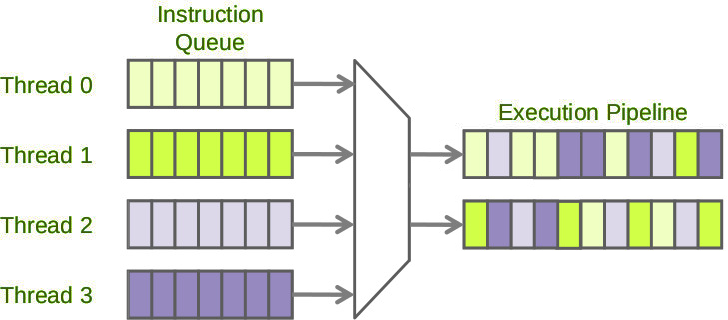 Instruction
Queue
Thread 0
Execution Pipeline
Thread 1
Thread 2
Thread 3